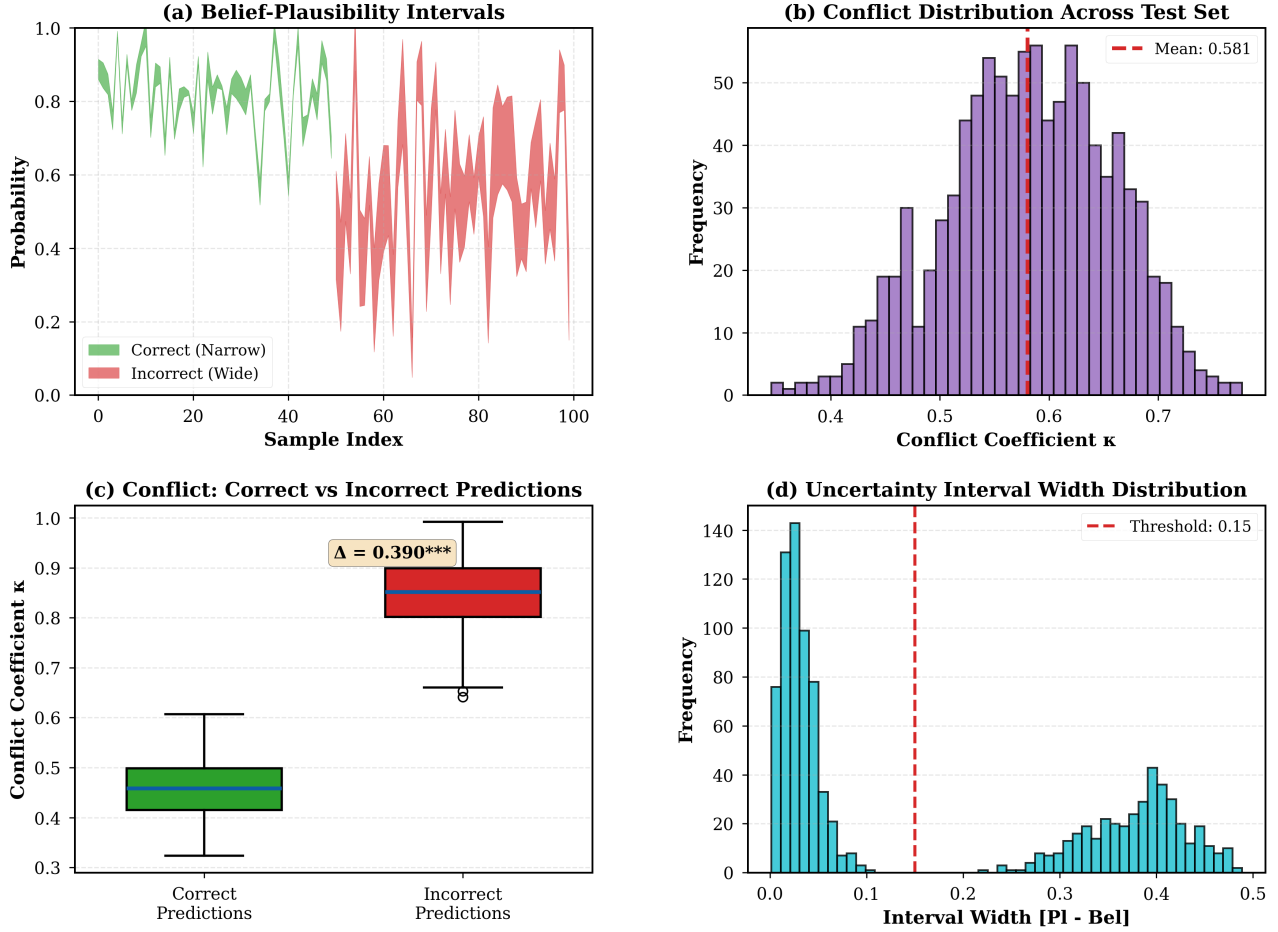 (a) Belief-Plausibility Intervals
1.0
0.8
0.6
0.4
0.2
0.0
Probability
Correct (Narrow)
Incorrect (Wide)
0 20 40 60 80 100
Sample Index
(b) Conflict Distribution Across Test Set
Mean: 0.581
50
40
30
20
10
0
Frequency
0.4 0.5 0.6 0.7
Conflict Coefficient κ
(c) Conflict: Correct vs Incorrect Predictions
1.0
0.9
0.8
0.7
0.6
0.5
0.4
0.3
Conflict Coefficient κ
Δ = 0.390***
Correct
Predictions
Incorrect
Predictions
(d) Uncertainty Interval Width Distribution
Threshold: 0.15
140
120
100
80
60
40
20
0
Frequency
0.0 0.1 0.2 0.3 0.4 0.5
Interval Width [Pl - Bel]